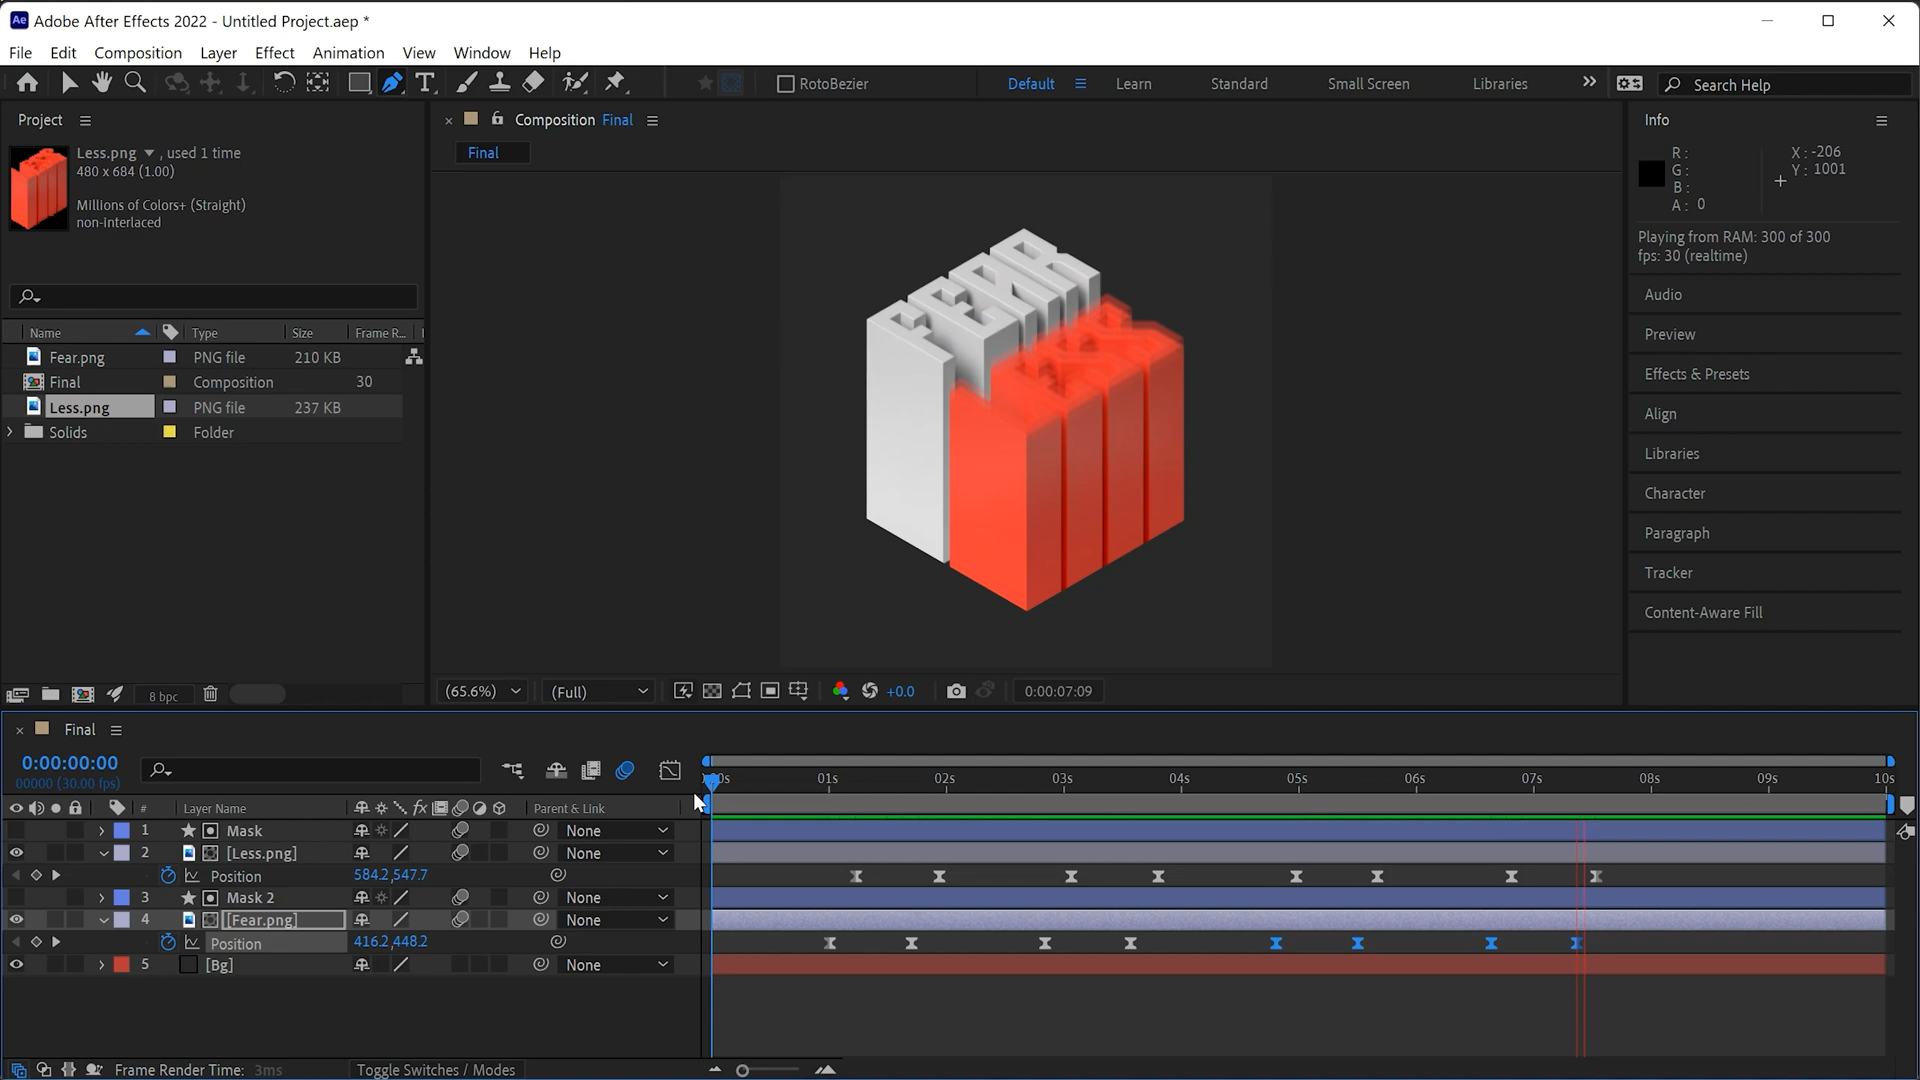 Ae Adobe After Effects 2022 - Untitled Project.aep *
File Edit Composition Layer Effect Animation View Window Help
RotoBezier Default Learn Standard Small Screen Libraries Search Help
Project
Less.png , used 1 time
480 x 684 (1.00)
Millions of Colors+ (Straight)
non-interlaced
Name Type Size Frame R...
Fear.png PNG file 210 KB
Final Composition 30
Less.png PNG file 237 KB
Solids Folder
8 bpc
Composition Final
Final
FEAR
(65.6%) (Full) +0.0 0:00:07:09
Info
R: X: -206
G: Y: 1001
B:
A: 0
Playing from RAM: 300 of 300
fps: 30 (realtime)
Audio
Preview
Effects & Presets
Align
Libraries
Character
Paragraph
Tracker
Content-Aware Fill
Final
0:00:00:00
00000 (30.00 fps)
01s 02s 03s 04s 05s 06s 07s 08s 09s 10s
# Layer Name fx Parent & Link
1 Mask None
2 [Less.png] None
Position 584.2,547.7
3 Mask 2 None
4 [Fear.png] None
Position 416.2,448.2
5 [Bg] None
Frame Render Time: 3ms Toggle Switches / Modes